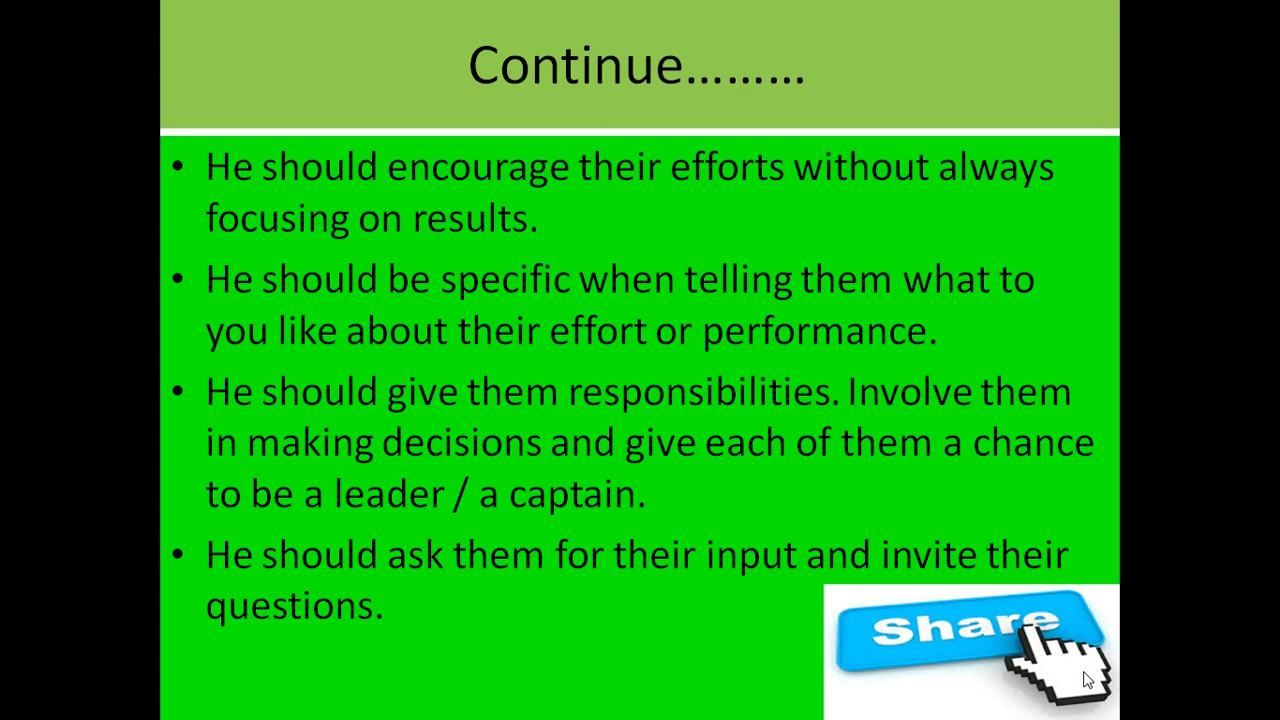 Continue.........
• He should encourage their efforts without always
focusing on results.
• He should be specific when telling them what to
you like about their effort or performance.
• He should give them responsibilities. Involve them
in making decisions and give each of them a chance
to be a leader / a captain.
• He should ask them for their input and invite their
questions.
Share